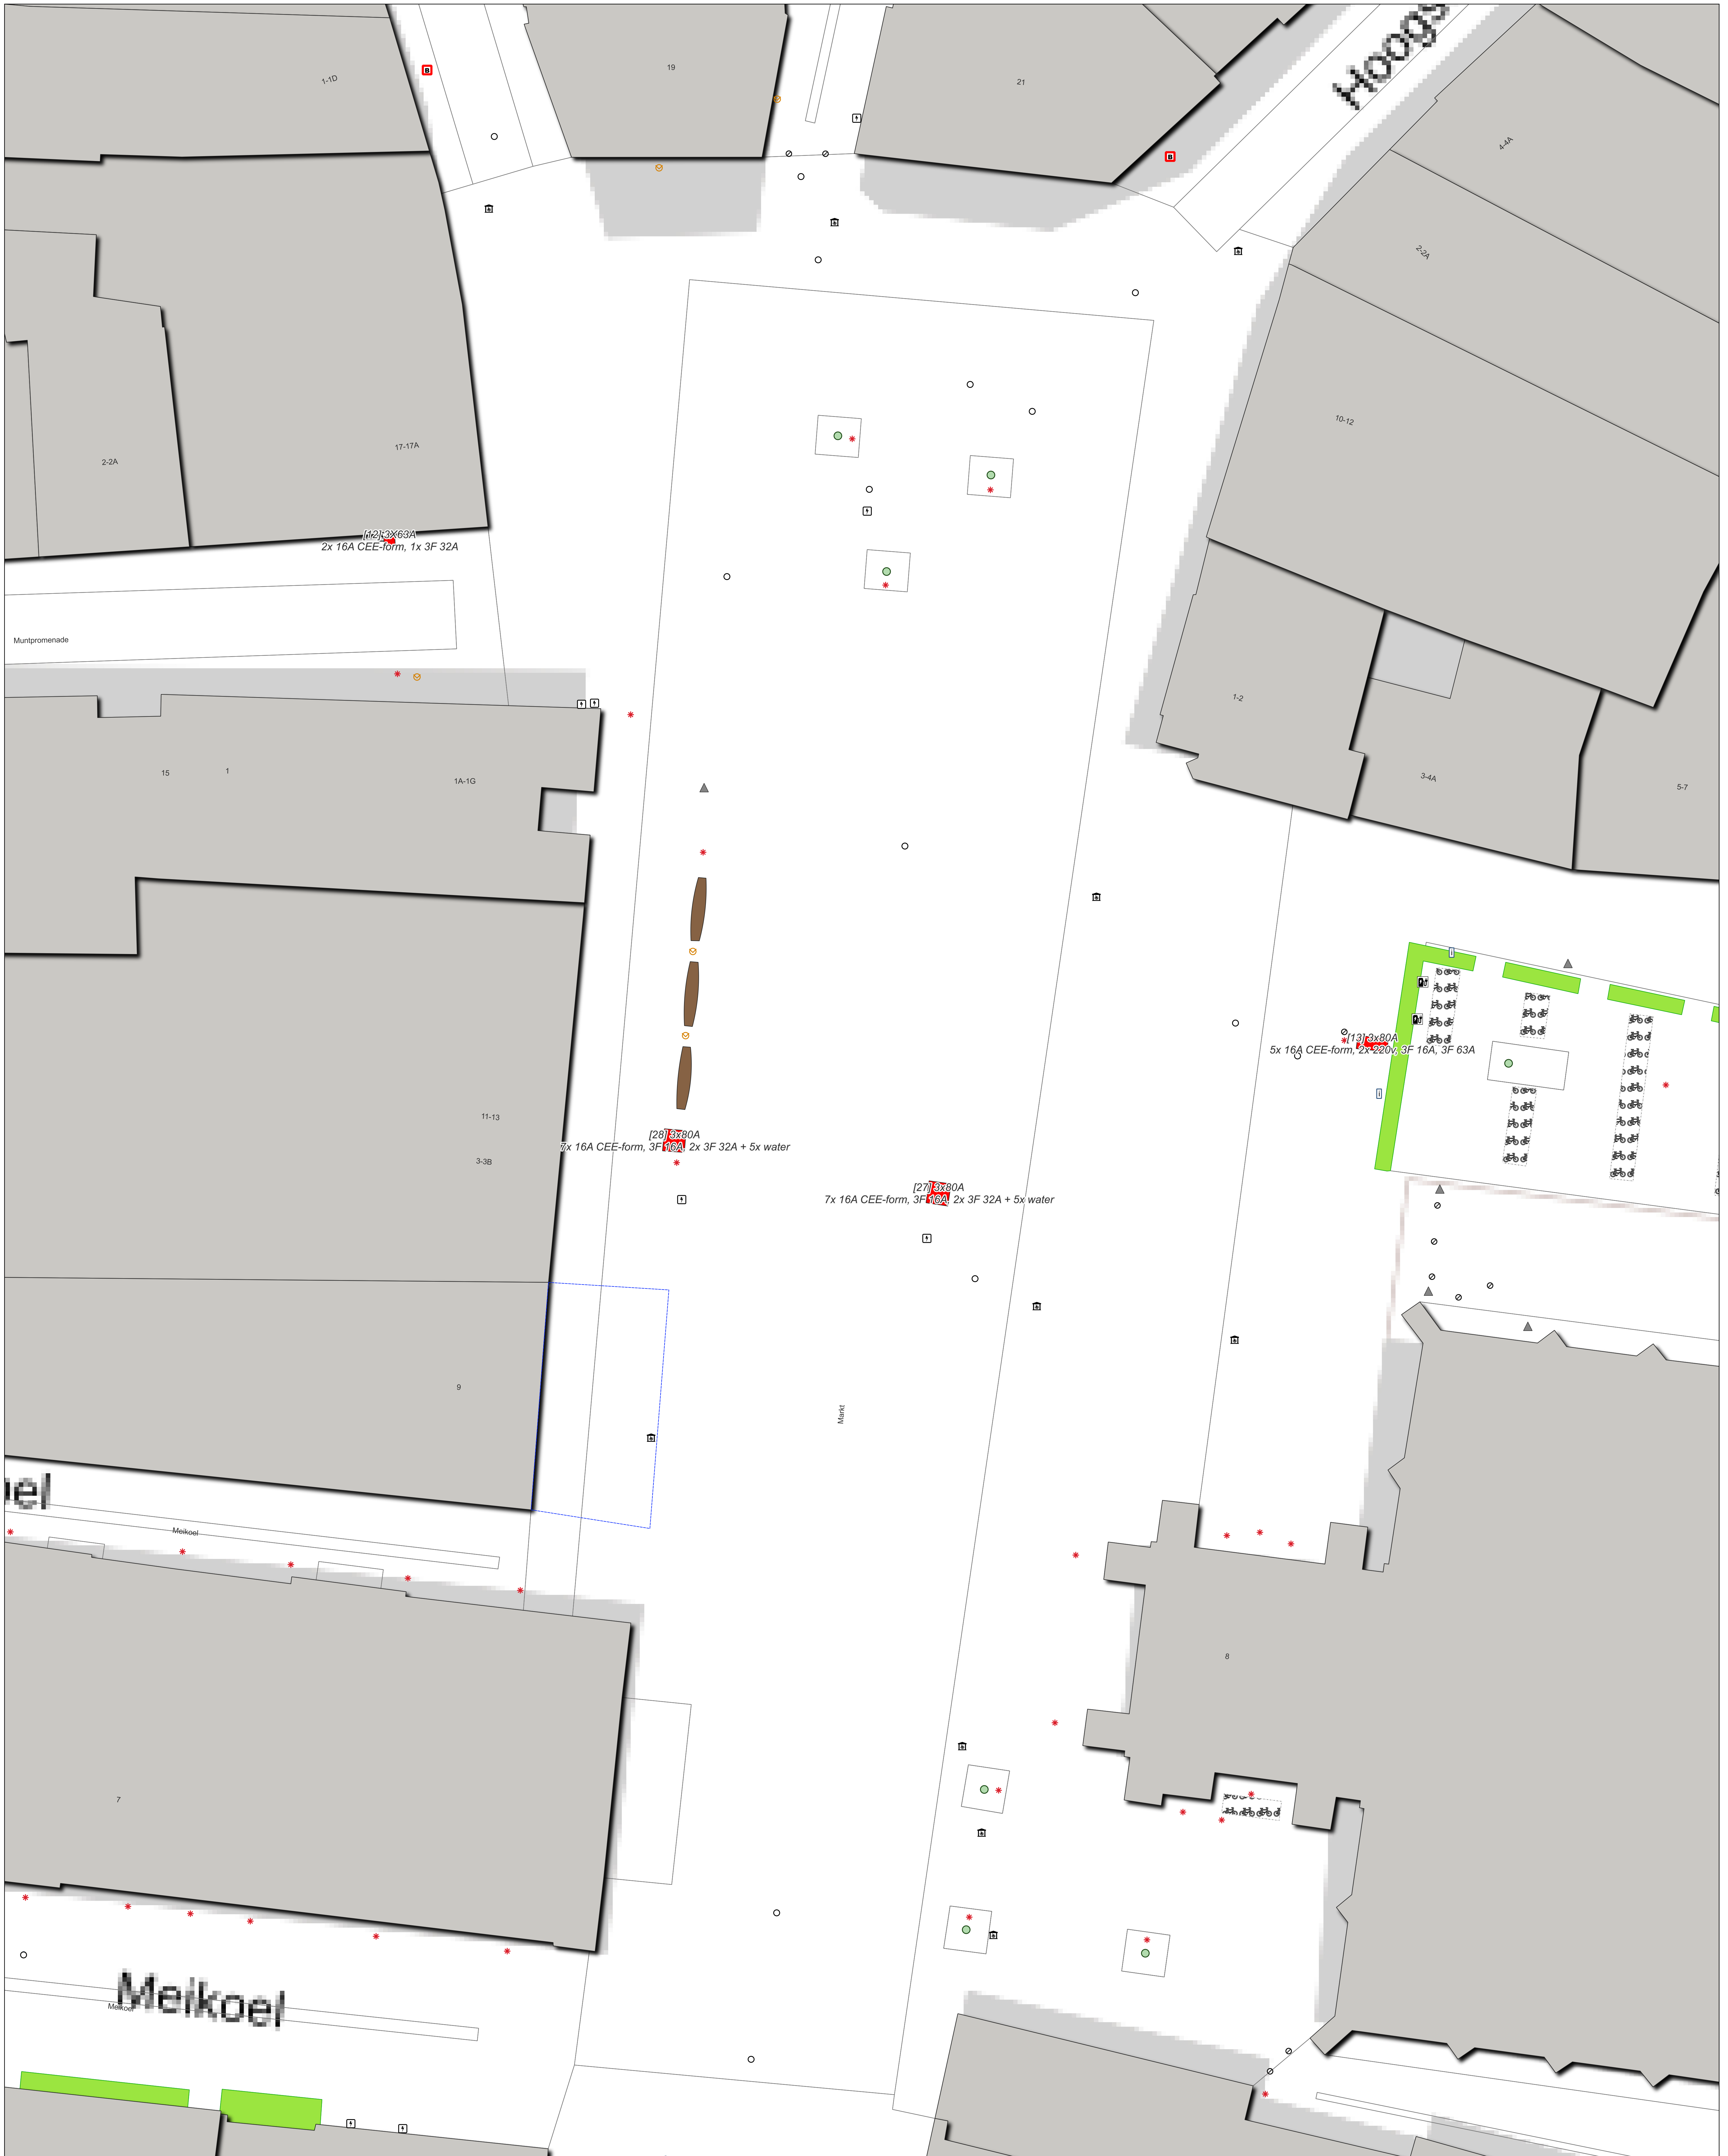 1-1D
19
21
4-4A
2-2A
10-12
17-17A
2-2A
[12] 3X63A
2x 16A CEE-form, 1x 3F 32A
Muntpromenade
1-2
3-4A
5-7
15
1
1A-1G
[13] 3x80A
5x 16A CEE-form, 2x 220v, 3F 16A, 3F 63A
11-13
3-3B
[28] 3x80A
7x 16A CEE-form, 3F 16A, 2x 3F 32A + 5x water
[27] 3x80A
7x 16A CEE-form, 3F 16A, 2x 3F 32A + 5x water
9
Markt
Meikoel
8
7
Meikoel
Meikoel